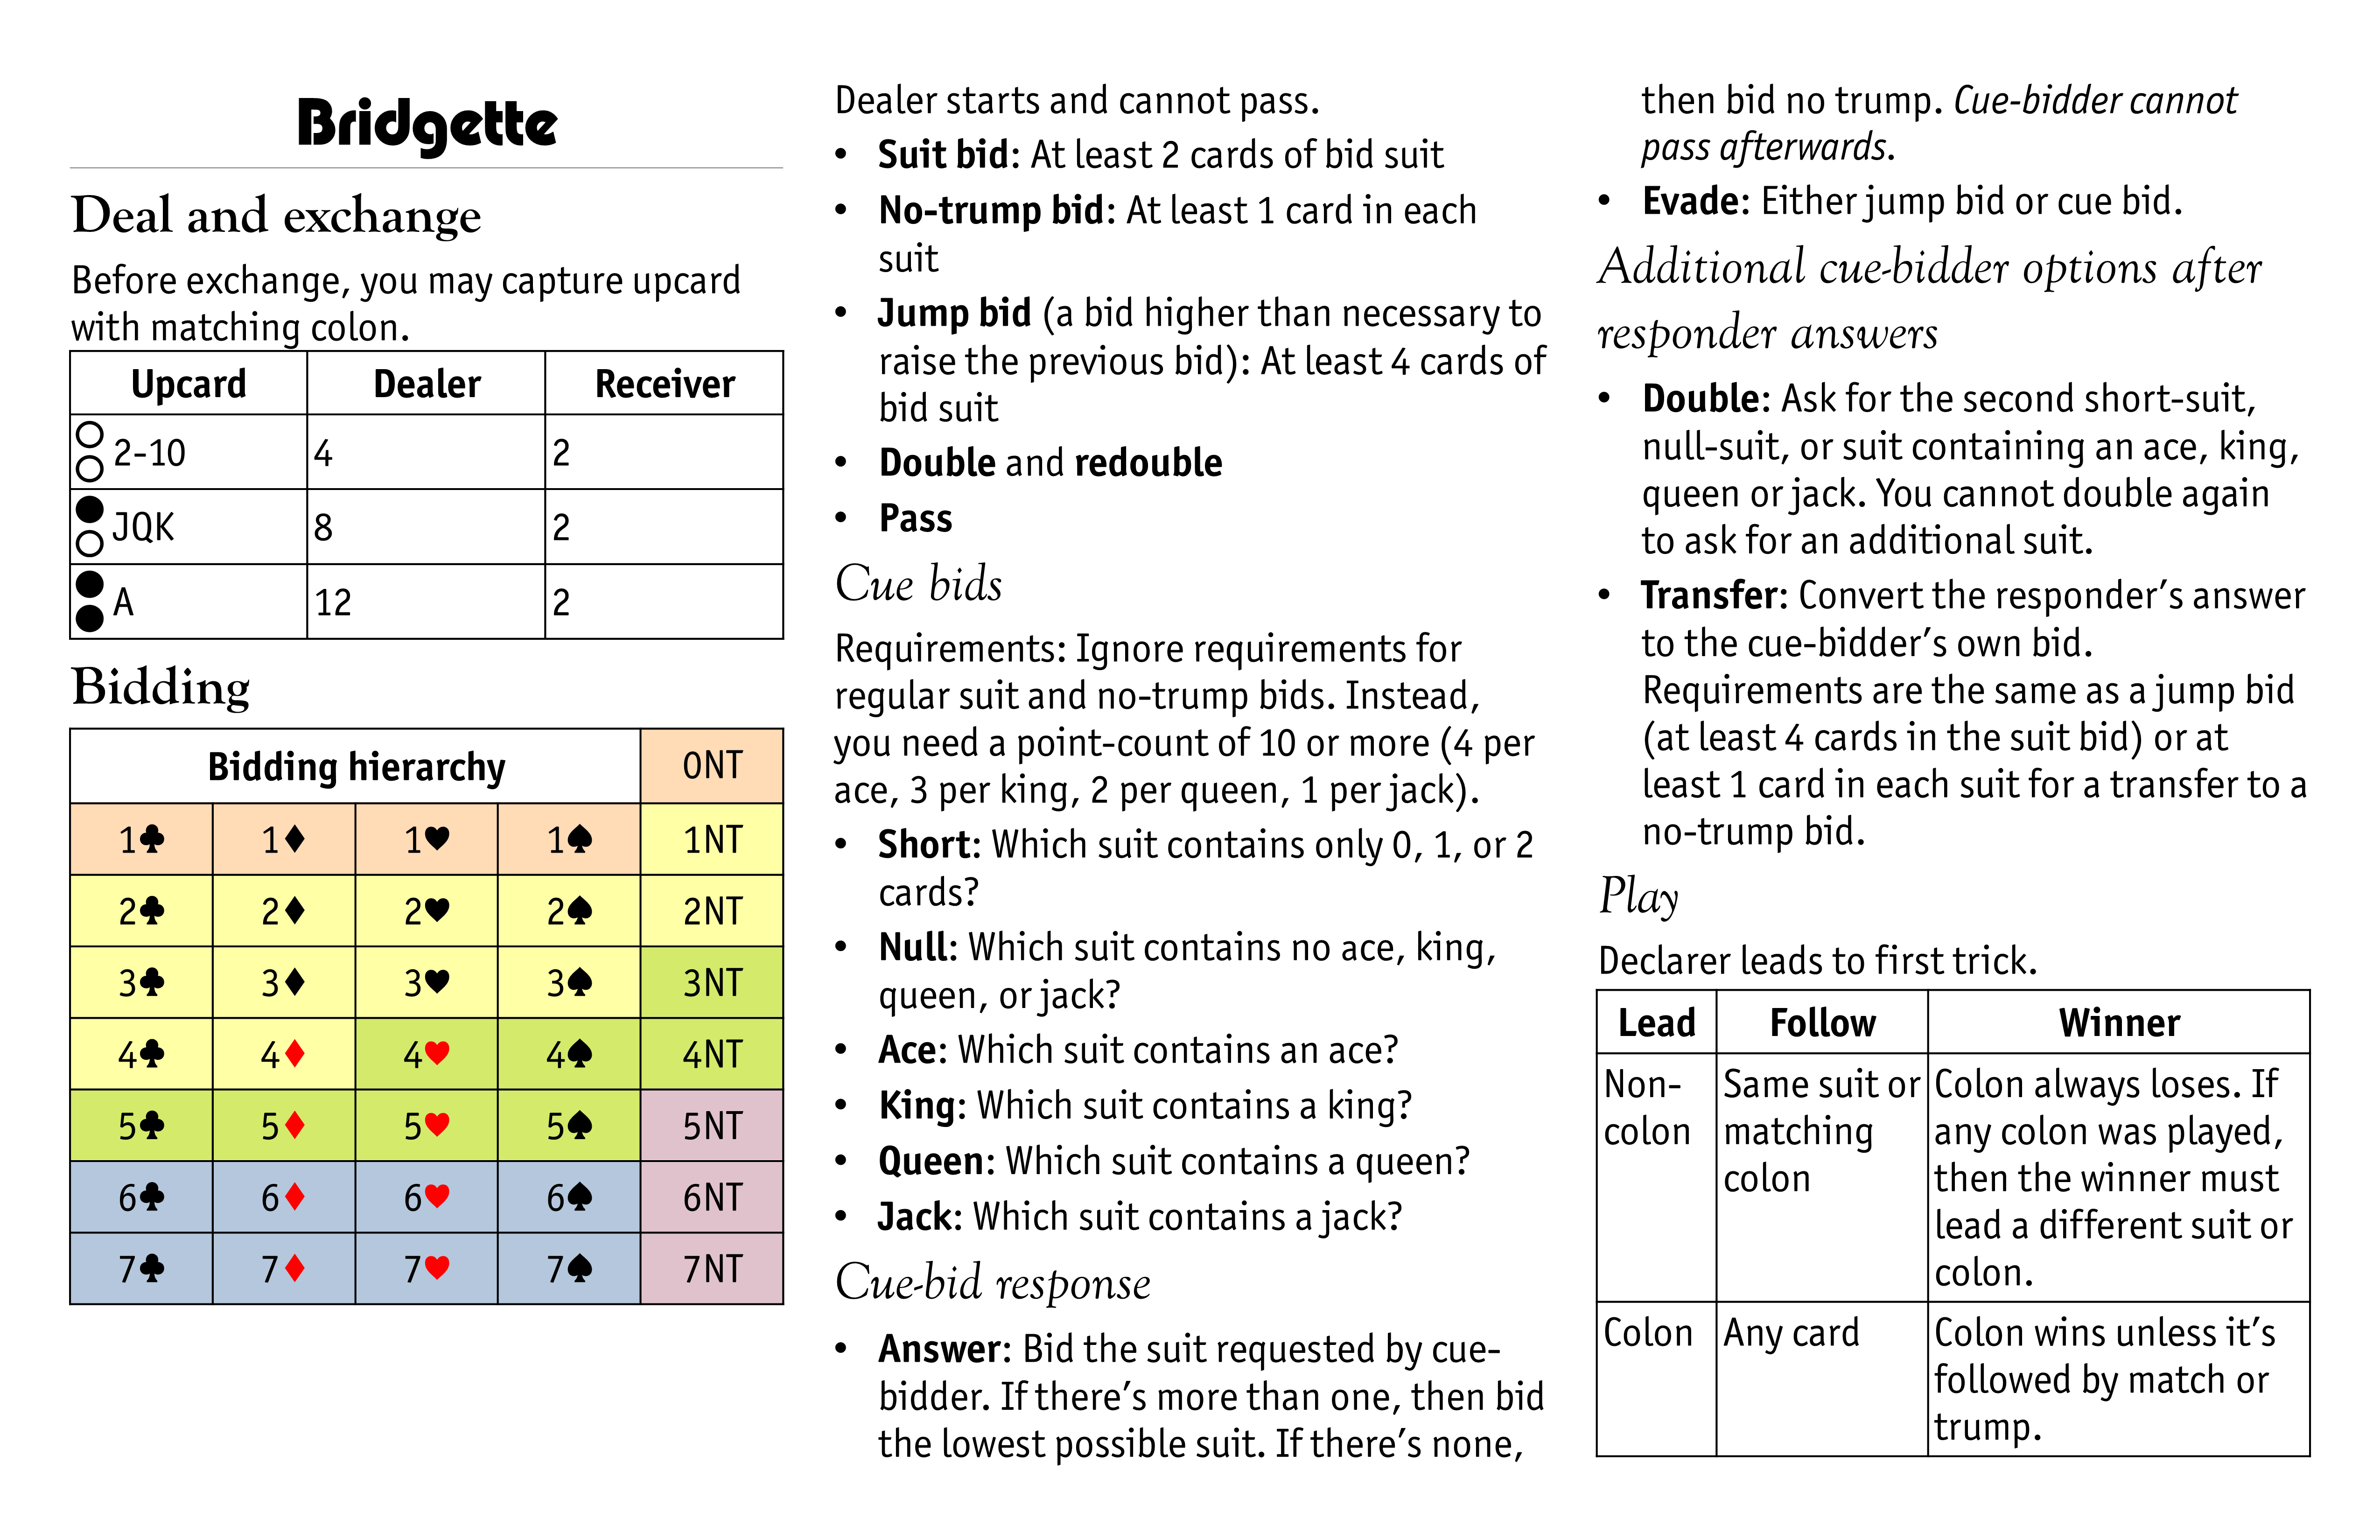 Bridgette
Deal and exchange
Before exchange, you may capture upcard
with matching colon.
Upcard Dealer Receiver
2-10 4 2
JQK 8 2
A 12 2
Bidding
Bidding hierarchy 0NT
1♣ 1♦ 1♥ 1♠ 1NT
2♣ 2♦ 2♥ 2♠ 2NT
3♣ 3♦ 3♥ 3♠ 3NT
4♣ 4♦ 4♥ 4♠ 4NT
5♣ 5♦ 5♥ 5♠ 5NT
6♣ 6♦ 6♥ 6♠ 6NT
7♣ 7♦ 7♥ 7♠ 7NT
Dealer starts and cannot pass.
• Suit bid: At least 2 cards of bid suit
• No-trump bid: At least 1 card in each
suit
• Jump bid (a bid higher than necessary to
raise the previous bid): At least 4 cards of
bid suit
• Double and redouble
• Pass
Cue bids
Requirements: Ignore requirements for
regular suit and no-trump bids. Instead,
you need a point-count of 10 or more (4 per
ace, 3 per king, 2 per queen, 1 per jack).
• Short: Which suit contains only 0, 1, or 2
cards?
• Null: Which suit contains no ace, king,
queen, or jack?
• Ace: Which suit contains an ace?
• King: Which suit contains a king?
• Queen: Which suit contains a queen?
• Jack: Which suit contains a jack?
Cue-bid response
• Answer: Bid the suit requested by cue-
bidder. If there's more than one, then bid
the lowest possible suit. If there's none,
then bid no trump. Cue-bidder cannot
pass afterwards.
• Evade: Either jump bid or cue bid.
Additional cue-bidder options after
responder answers
• Double: Ask for the second short-suit,
null-suit, or suit containing an ace, king,
queen or jack. You cannot double again
to ask for an additional suit.
• Transfer: Convert the responder's answer
to the cue-bidder's own bid.
Requirements are the same as a jump bid
(at least 4 cards in the suit bid) or at
least 1 card in each suit for a transfer to a
no-trump bid.
Play
Declarer leads to first trick.
Lead Follow Winner
Non- Same suit or Colon always loses. If
colon matching any colon was played,
colon then the winner must
lead a different suit or
colon.
Colon Any card Colon wins unless it's
followed by match or
trump.